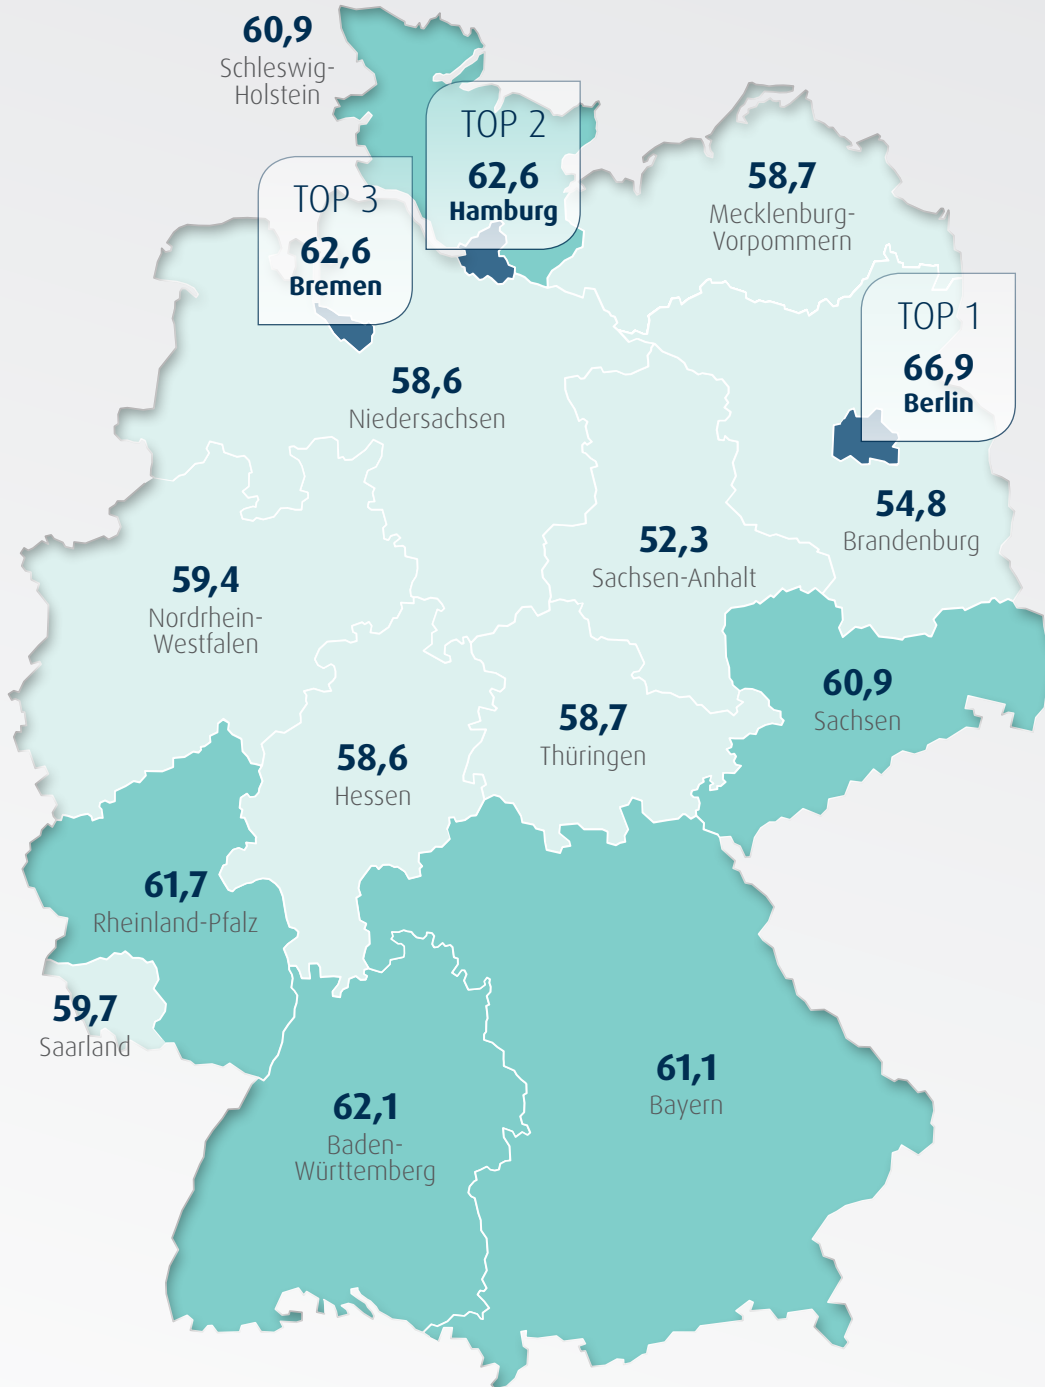 60,9
Schleswig-
Holstein
TOP 2
62,6
Hamburg
TOP 3
62,6
Bremen
58,7
Mecklenburg-
Vorpommern
TOP 1
66,9
Berlin
58,6
Niedersachsen
54,8
Brandenburg
52,3
Sachsen-Anhalt
59,4
Nordrhein-
Westfalen
60,9
Sachsen
58,7
Thüringen
58,6
Hessen
61,7
Rheinland-Pfalz
59,7
Saarland
61,1
Bayern
62,1
Baden-
Württemberg